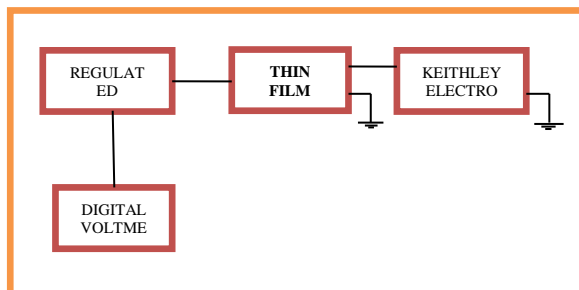 REGULAT
ED
THIN
FILM
KEITHLEY
ELECTRO
DIGITAL
VOLTME